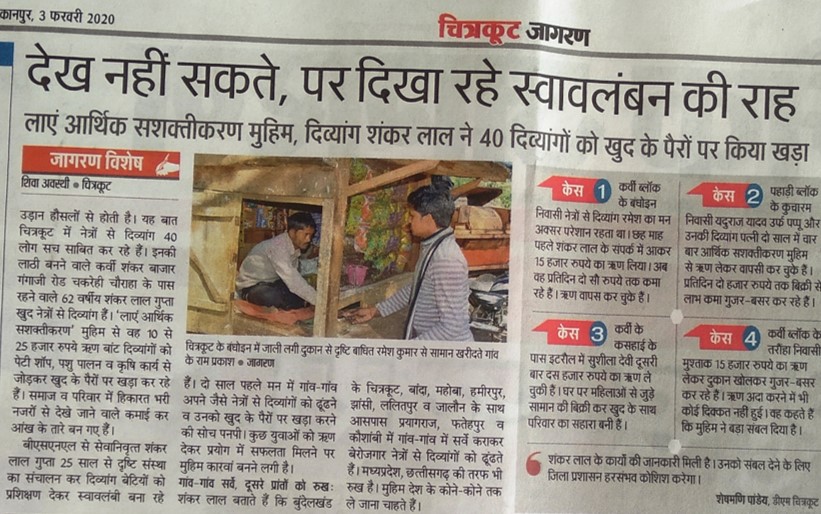 कानपुर, 3 फरवरी 2020
चित्रकूट जागरण
देख नहीं सकते, पर दिखा रहे स्वावलंबन की राह
लाएं आर्थिक सशक्तीकरण मुहिम, दिव्यांग शंकर लाल ने 40 दिव्यांगों को खुद के पैरों पर किया खड़ा
जागरण विशेष
शिवा अवस्थी ● चित्रकूट
उड़ान हौसलों से होती है। यह बात
चित्रकूट में नेत्रों से दिव्यांग 40
लोग सच साबित कर रहे हैं। इनकी
लाठी बनने वाले कर्वी शंकर बाजार
गंगाजी रोड चकरेही चौराहा के पास
रहने वाले 62 वर्षीय शंकर लाल गुप्ता
खुद नेत्रों से दिव्यांग हैं। 'लाएं आर्थिक
सशक्तीकरण' मुहिम से वह 10 से
25 हजार रुपये ऋण बांट दिव्यांगों को
पेटी शॉप, पशु पालन व कृषि कार्य से
जोड़कर खुद के पैरों पर खड़ा कर रहे
हैं। समाज व परिवार में हिकारत भरी
नजरों से देखे जाने वाले कमाई कर
आंख के तारे बन गए हैं।
बीएसएनएल से सेवानिवृत्त शंकर
लाल गुप्ता 25 साल से दृष्टि संस्था
का संचालन कर दिव्यांग बेटियों को
प्रशिक्षण देकर स्वावलंबी बना रहे
चित्रकूट के बंधोइन में जाली लगी दुकान से दृष्टि बाधित रमेश कुमार से सामान खरीदते गांव
के राम प्रकाश ● जागरण
हैं। दो साल पहले मन में गांव-गांव
अपने जैसे नेत्रों से दिव्यांगों को ढूंढने
व उनको खुद के पैरों पर खड़ा करने
की सोच पनपी। कुछ युवाओं को ऋण
देकर प्रयोग में सफलता मिलने पर
मुहिम कारवां बनने लगी है।
गांव-गांव सर्वे, दूसरे प्रांतों को रुख:
शंकर लाल बताते हैं कि बुंदेलखंड
के चित्रकूट, बांदा, महोबा, हमीरपुर,
झांसी, ललितपुर व जालौन के साथ
आसपास प्रयागराज, फतेहपुर व
कौशांबी में गांव-गांव में सर्वे कराकर
बेरोजगार नेत्रों से दिव्यांगों को ढूंढते
हैं। मध्यप्रदेश, छत्तीसगढ़ की तरफ भी
रुख है। मुहिम देश के कोने-कोने तक
ले जाना चाहते हैं।
केस 1 कर्वी ब्लॉक
के बंधोइन
निवासी नेत्रों से दिव्यांग रमेश का मन
अक्सर परेशान रहता था। छह माह
पहले शंकर लाल के संपर्क में आकर
15 हजार रुपये का ऋण लिया। अब
वह प्रतिदिन दो सौ रुपये तक कमा
रहे हैं। ऋण वापस कर चुके हैं।
केस 2 पहाड़ी ब्लॉक
के कुचारम
निवासी यदुराज यादव उर्फ पप्पू और
उनकी दिव्यांग पत्नी दो साल में चार
बार आर्थिक सशक्तीकरण मुहिम
से ऋण लेकर वापसी कर चुके हैं।
प्रतिदिन दो हजार रुपये तक बिक्री से
लाभ कमा गुजर-बसर कर रहे हैं।
केस 3 कर्वी के
कसहाई के
पास इटरौल में सुशीला देवी दूसरी
बार दस हजार रुपये का ऋण ले
चुकी हैं। घर पर महिलाओं से जुड़े
सामान की बिक्री कर खुद के साथ
परिवार का सहारा बनी हैं।
केस 4 कर्वी ब्लॉक के
तरौहा निवासी
मुश्ताक 15 हजार रुपये का ऋण
लेकर दुकान खोलकर गुजर-बसर
कर रहे हैं। ऋण अदा करने में भी
कोई दिक्कत नहीं हुई। वह कहते हैं
कि मुहिम ने बड़ा संबल दिया है।
शंकर लाल के कार्यों की जानकारी मिली है। उनको संबल देने के लिए
जिला प्रशासन हरसंभव कोशिश करेगा।
शेषमणि पांडेय, डीएम चित्रकूट